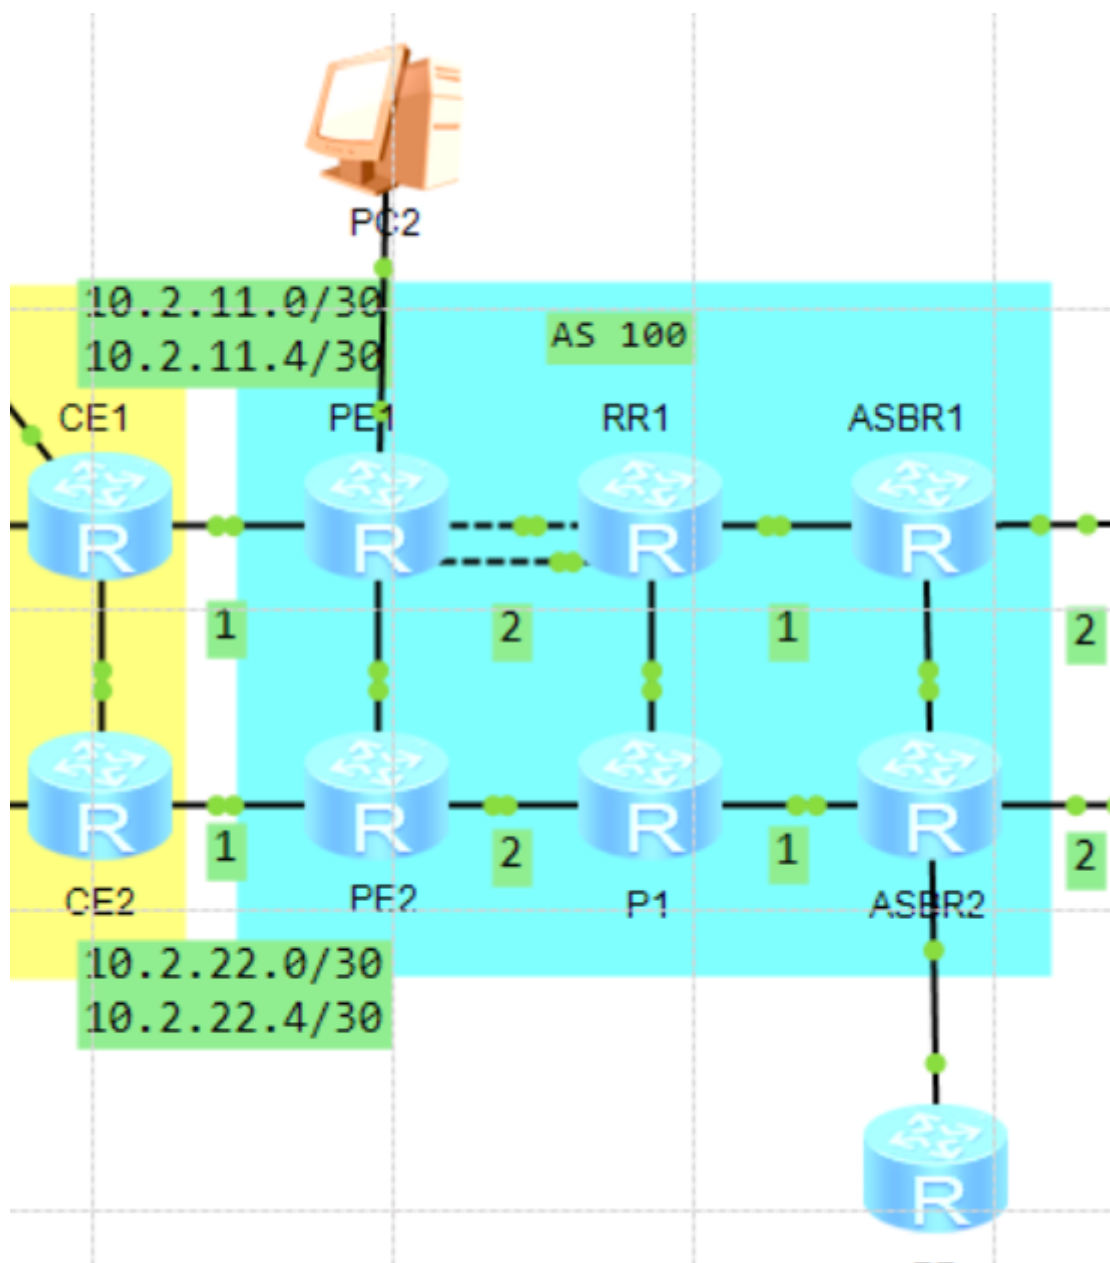 PC2
10.2.11.0/30
10.2.11.4/30
AS 100
CE1
PE1
RR1
ASBR1
R
R
R
R
1
2
1
2
R
R
R
R
1
2
1
2
CE2
PE2
P1
ASBR2
10.2.22.0/30
10.2.22.4/30
R